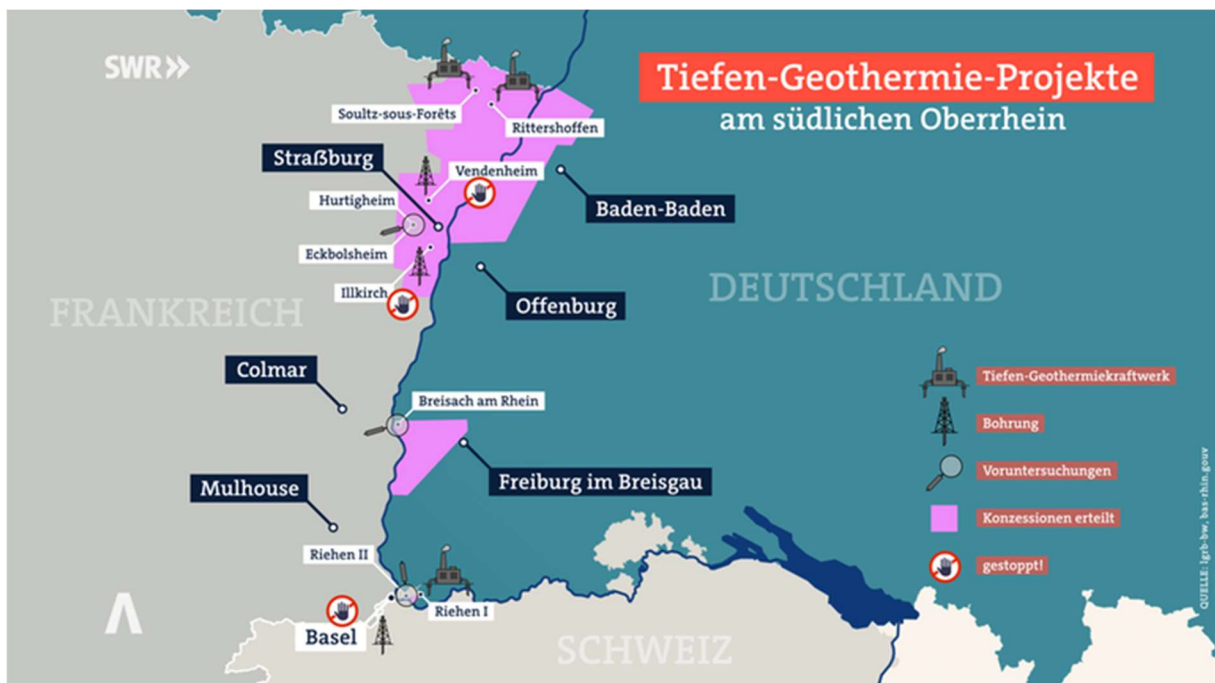 SWR»
Tiefen-Geothermie-Projekte
am südlichen Oberrhein
Soultz-sous-Forêts
Rittershoffen
Straßburg
Vendenheim
Hurtigheim
Baden-Baden
Eckbolsheim
Illkirch
Offenburg
FRANKREICH
DEUTSCHLAND
Colmar
Breisach am Rhein
Freiburg im Breisgau
Mulhouse
Riehen II
Riehen I
Basel
SCHWEIZ
Tiefen-Geothermiekraftwerk
Bohrung
Voruntersuchungen
Konzessionen erteilt
gestoppt!
QUELLE: lgrb-bw, bas-rhin.gouv